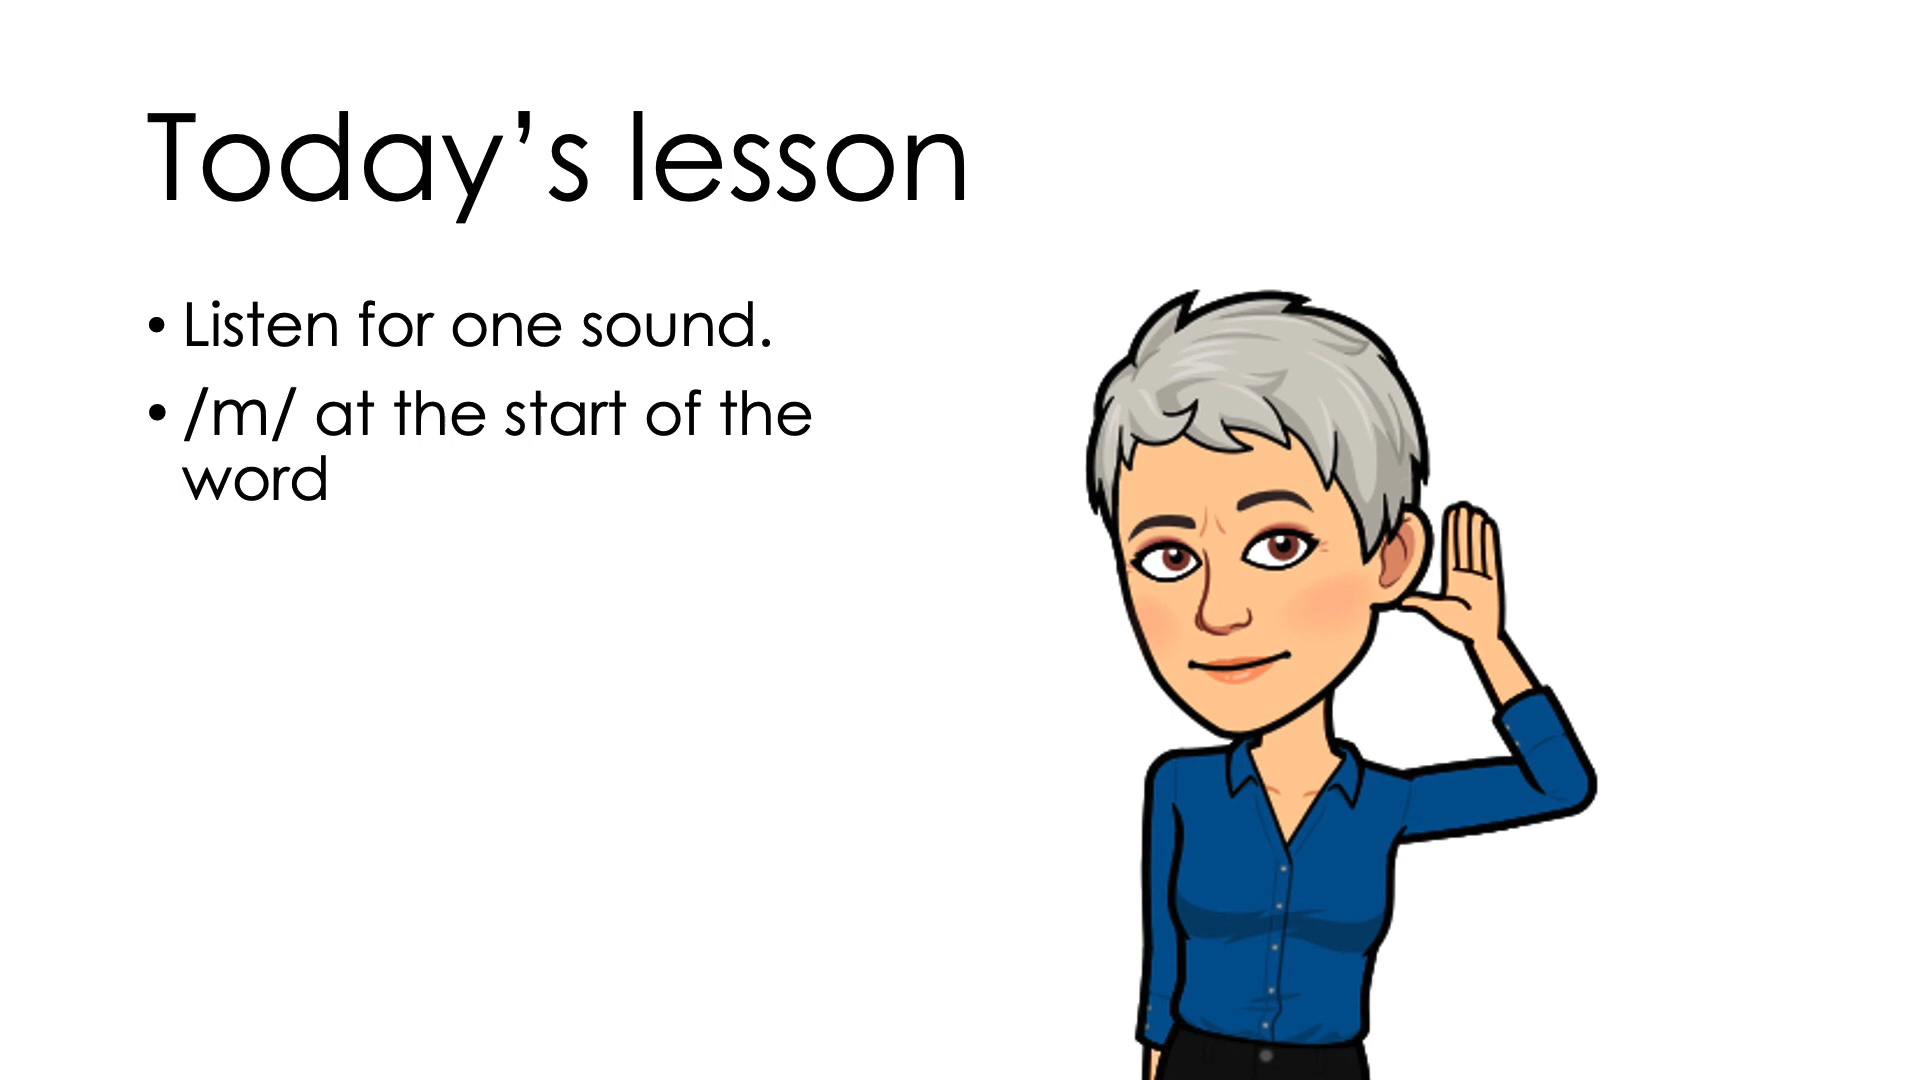 Today’s lesson
• Listen for one sound.
• /m/ at the start of the
word